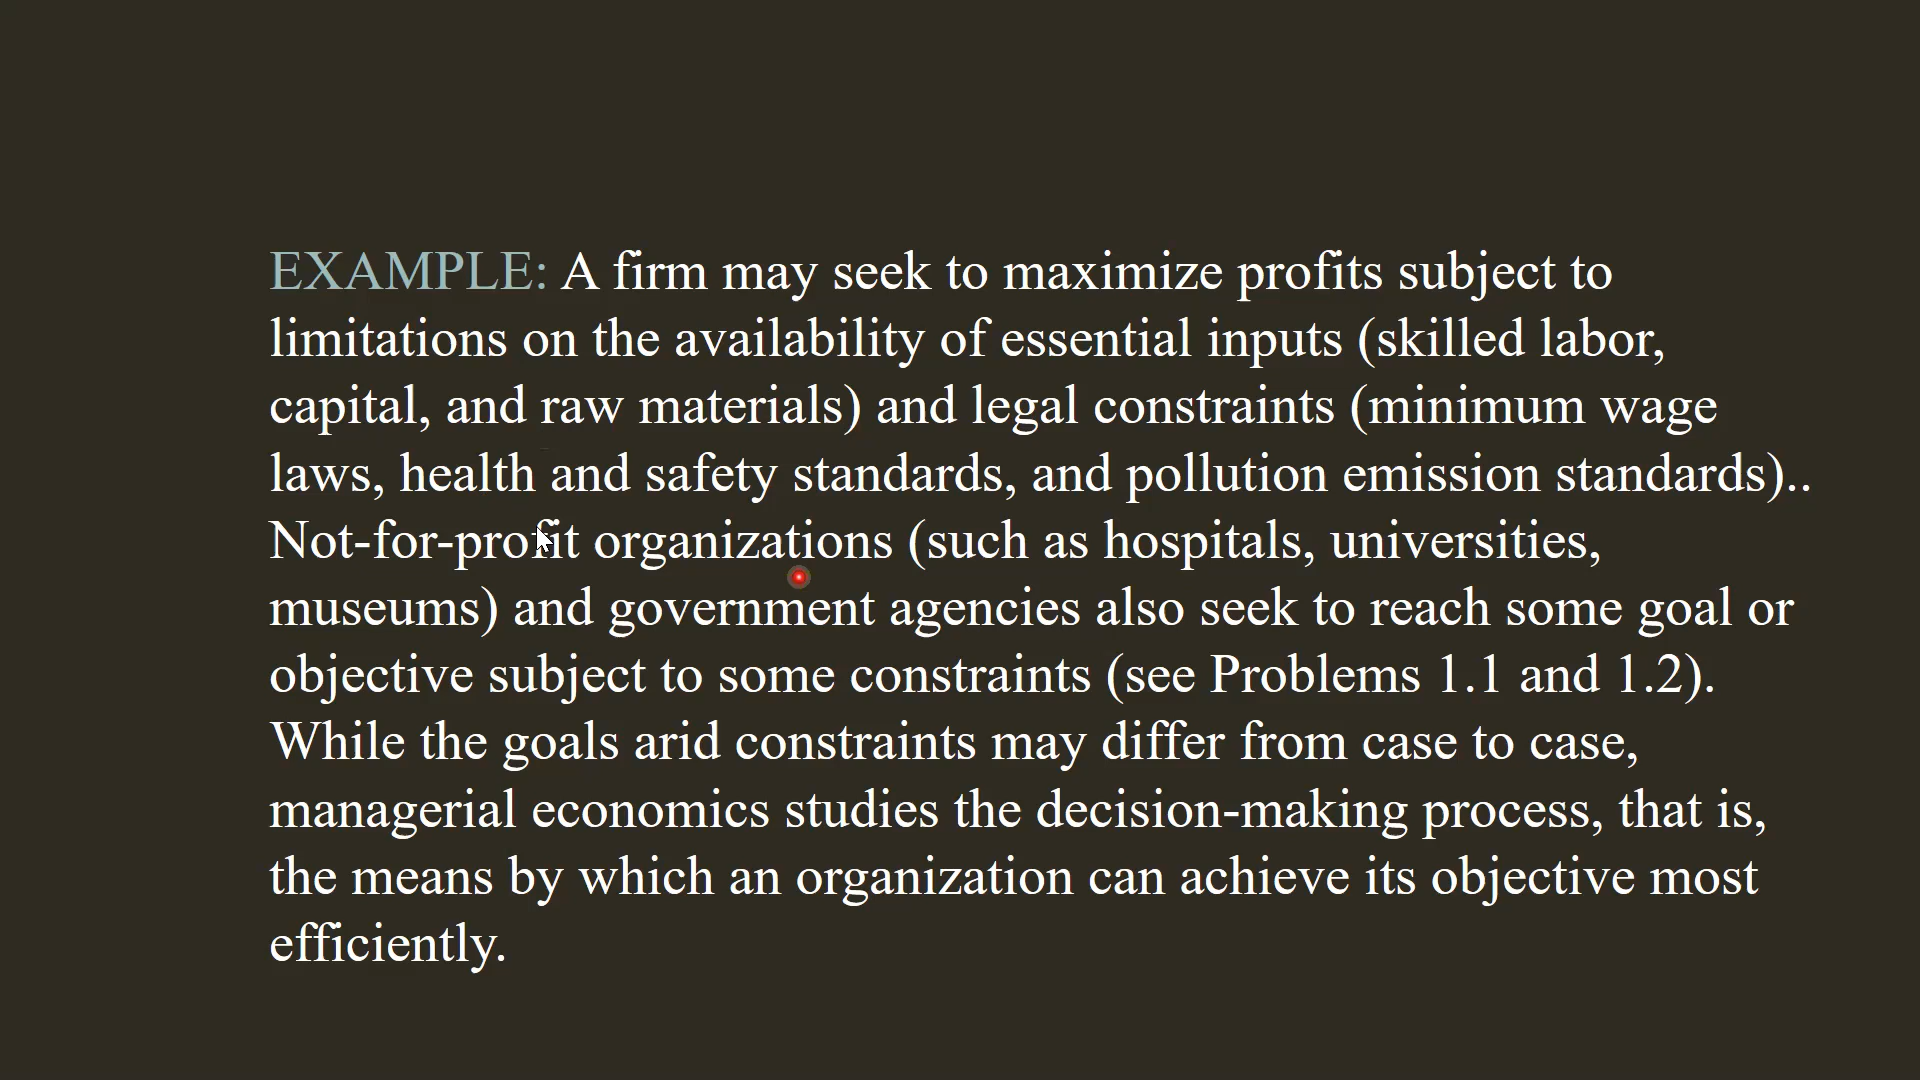 EXAMPLE: A firm may seek to maximize profits subject to
limitations on the availability of essential inputs (skilled labor,
capital, and raw materials) and legal constraints (minimum wage
laws, health and safety standards, and pollution emission standards)..
Not-for-profit organizations (such as hospitals, universities,
museums) and government agencies also seek to reach some goal or
objective subject to some constraints (see Problems 1.1 and 1.2).
While the goals arid constraints may differ from case to case,
managerial economics studies the decision-making process, that is,
the means by which an organization can achieve its objective most
efficiently.